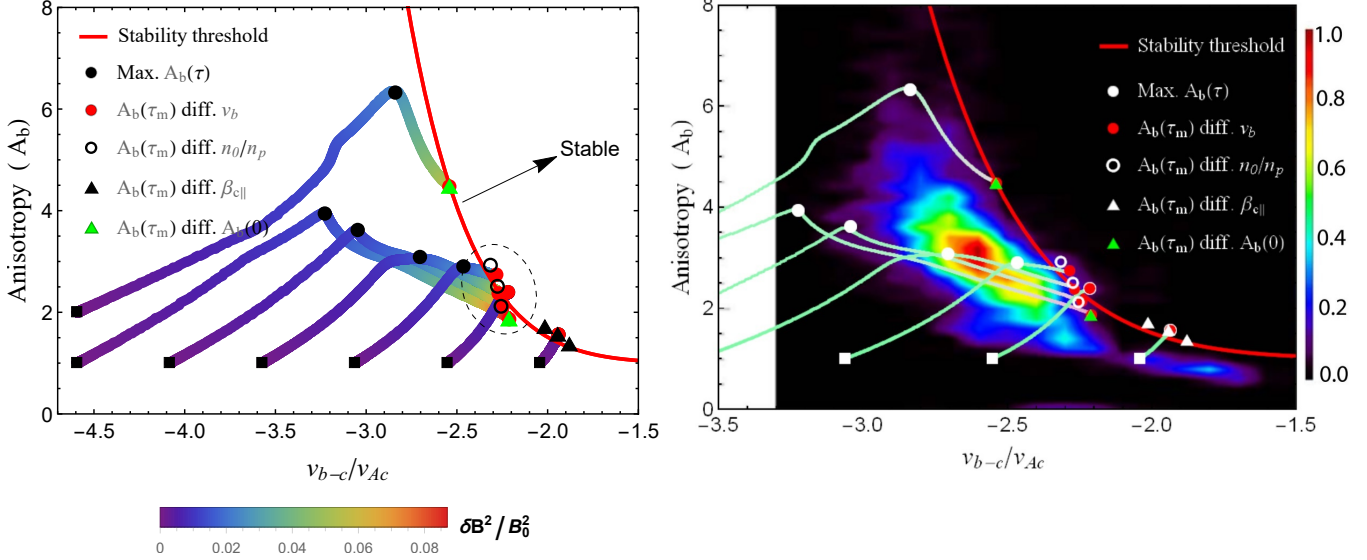 8
6
4
2
0
Anisotropy ( A_b)
Stability threshold
Max. A_b(τ)
A_b(τ_m) diff. v_b
A_b(τ_m) diff. n_0/n_p
A_b(τ_m) diff. β_c∥
A_b(τ_m) diff. A_b(0)
Stable
−4.5 −4.0 −3.5 −3.0 −2.5 −2.0 −1.5
v_b−c/v_Ac
0 0.02 0.04 0.06 0.08
δB²/B_0²
8
6
4
2
0
Anisotropy ( A_b)
Stability threshold
Max. A_b(τ)
A_b(τ_m) diff. v_b
A_b(τ_m) diff. n_0/n_p
A_b(τ_m) diff. β_c∥
A_b(τ_m) diff. A_b(0)
−3.5 −3.0 −2.5 −2.0 −1.5
v_b−c/v_Ac
1.0
0.8
0.6
0.4
0.2
0.0